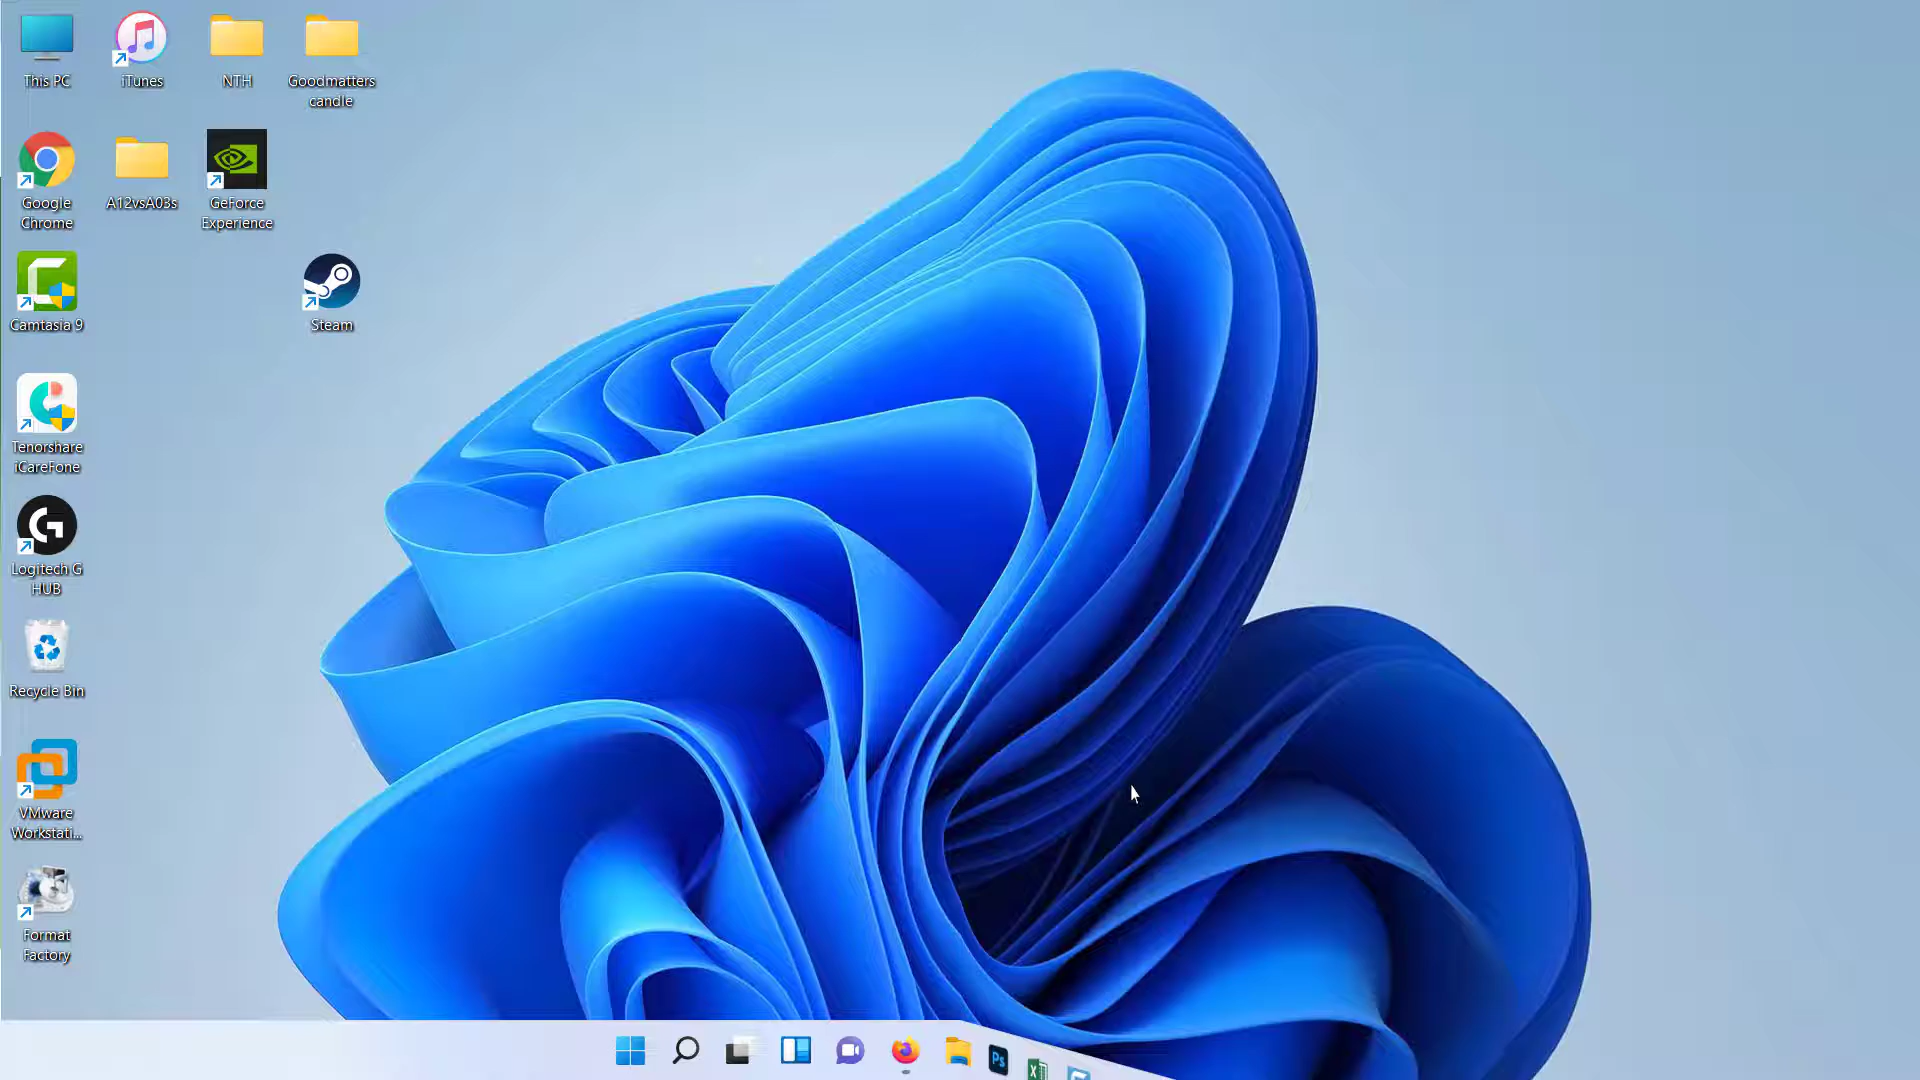 This PC
iTunes
NTH
Goodmatters
candle
Google
Chrome
A12vsA03s
GeForce
Experience
Camtasia 9
Steam
Tenorshare
iCareFone
Logitech G
HUB
Recycle Bin
VMware
Workstati...
Format
Factory
Ps